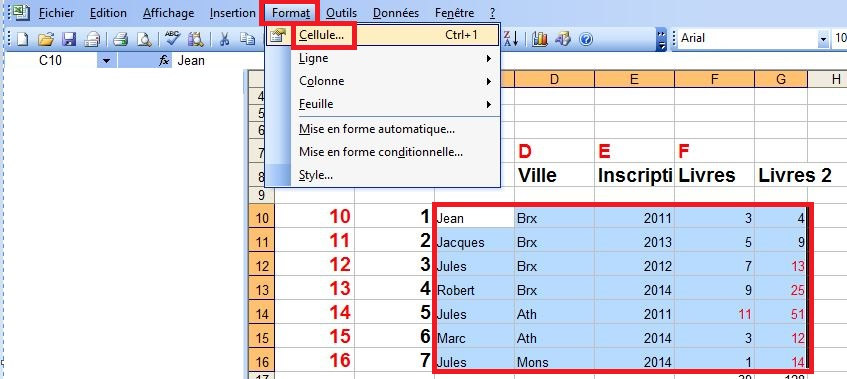 Fichier Edition Affichage Insertion Format Outils Données Fenêtre ?
Cellule... Ctrl+1
Arial 10
C10 fx Jean
Ligne
Colonne
Feuille
Mise en forme automatique...
Mise en forme conditionnelle...
Style...
D E F G H
4
5
6
7 D E F
8 Ville Inscripti Livres Livres 2
9
10 10 1 Jean Brx 2011 3 4
11 11 2 Jacques Brx 2013 5 9
12 12 3 Jules Brx 2012 7 13
13 13 4 Robert Brx 2014 9 25
14 14 5 Jules Ath 2011 11 51
15 15 6 Marc Ath 2014 3 12
16 16 7 Jules Mons 2014 1 14